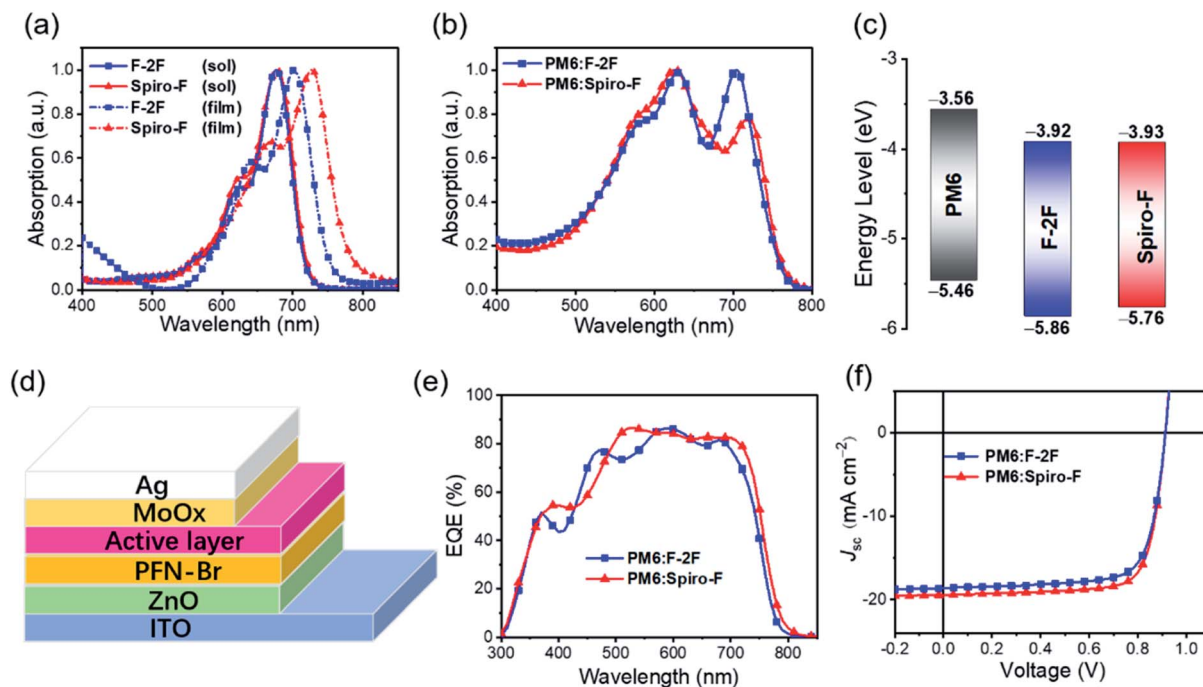 (a)
Absorption (a.u.)
1.0
0.8
0.6
0.4
0.2
0.0
F-2F (sol)
Spiro-F (sol)
F-2F (film)
Spiro-F (film)
400 500 600 700 800
Wavelength (nm)
(b)
Absorption (a.u.)
1.0
0.8
0.6
0.4
0.2
0.0
PM6:F-2F
PM6:Spiro-F
400 450 500 550 600 650 700 750 800
Wavelength (nm)
(c)
Energy Level (eV)
-3
-4
-5
-6
−3.56
PM6
−5.46
−3.92
F-2F
−5.86
−3.93
Spiro-F
−5.76
(d)
Ag
MoOx
Active layer
PFN-Br
ZnO
ITO
(e)
EQE (%)
100
80
60
40
20
0
PM6:F-2F
PM6:Spiro-F
300 400 500 600 700 800
Wavelength (nm)
(f)
Jsc (mA cm⁻²)
0
-10
-20
PM6:F-2F
PM6:Spiro-F
-0.2 0.0 0.2 0.4 0.6 0.8 1.0
Voltage (V)